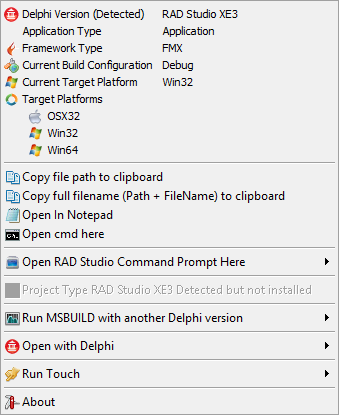 Delphi Version (Detected) RAD Studio XE3
Application Type Application
Framework Type FMX
Current Build Configuration Debug
Current Target Platform Win32
Target Platforms
OSX32
Win32
Win64
Copy file path to clipboard
Copy full filename (Path + FileName) to clipboard
Open In Notepad
Open cmd here
Open RAD Studio Command Prompt Here
Project Type RAD Studio XE3 Detected but not installed
Run MSBUILD with another Delphi version
Open with Delphi
Run Touch
About